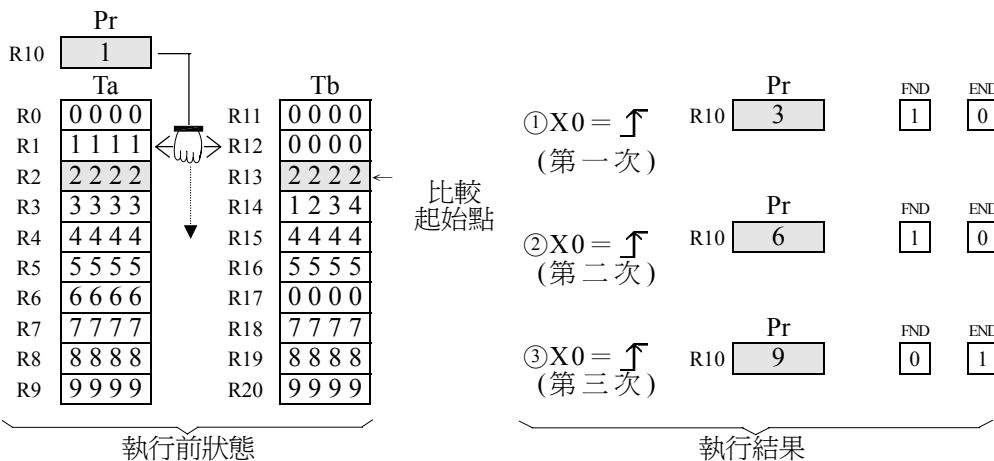 Pr
R10 1
Ta Tb
R0 0000 R11 0000
R1 1111 R12 0000
R2 2222 R13 2222 ←
R3 3333 R14 1234
R4 4444 R15 4444
R5 5555 R16 5555
R6 6666 R17 0000
R7 7777 R18 7777
R8 8888 R19 8888
R9 9999 R20 9999
比較
起始點
執行前狀態
Pr FND END
①X0 = R10 3 1 0
(第一次)
Pr FND END
②X0 = R10 6 1 0
(第二次)
Pr FND END
③X0 = R10 9 0 1
(第三次)
執行結果